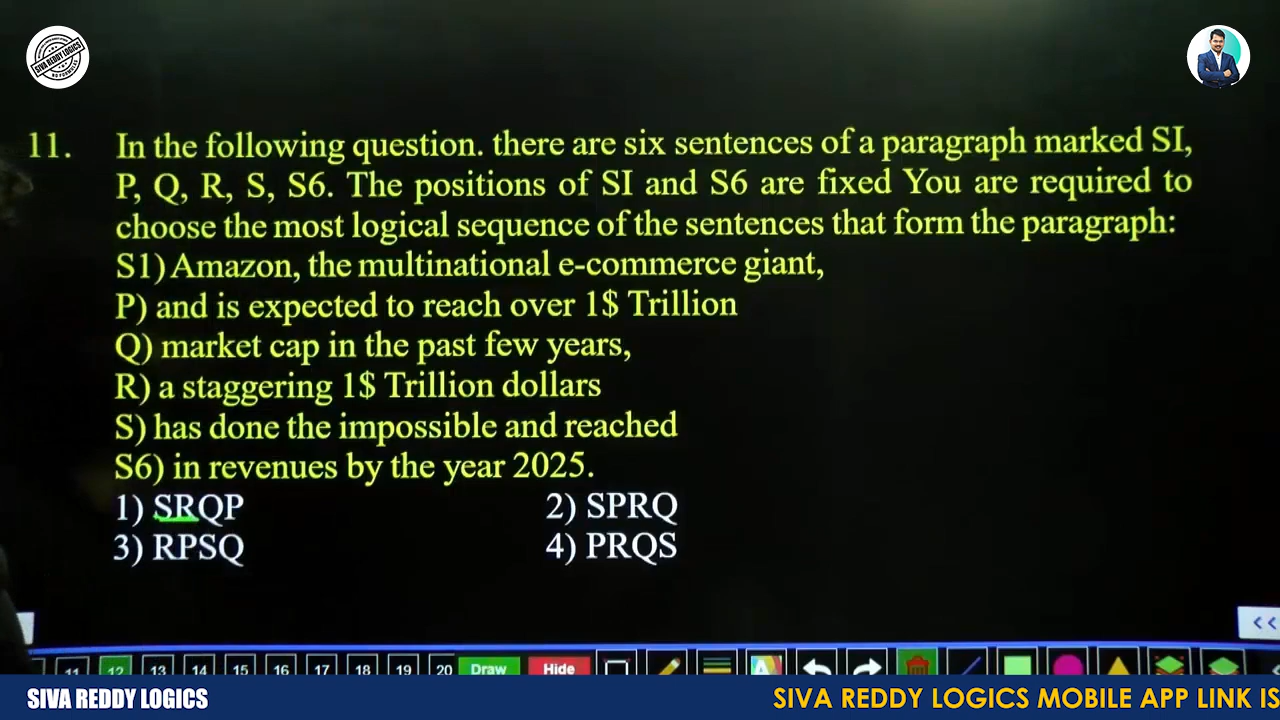 SIVA REDDY LOGICS
11. In the following question. there are six sentences of a paragraph marked SI,
P, Q, R, S, S6. The positions of SI and S6 are fixed You are required to
choose the most logical sequence of the sentences that form the paragraph:
S1) Amazon, the multinational e-commerce giant,
P) and is expected to reach over 1$ Trillion
Q) market cap in the past few years,
R) a staggering 1$ Trillion dollars
S) has done the impossible and reached
S6) in revenues by the year 2025.
1) SRQP 2) SPRQ
3) RPSQ 4) PRQS
<<
11 12 13 14 15 16 17 18 19 20 Draw Hide
SIVA REDDY LOGICS SIVA REDDY LOGICS MOBILE APP LINK IS